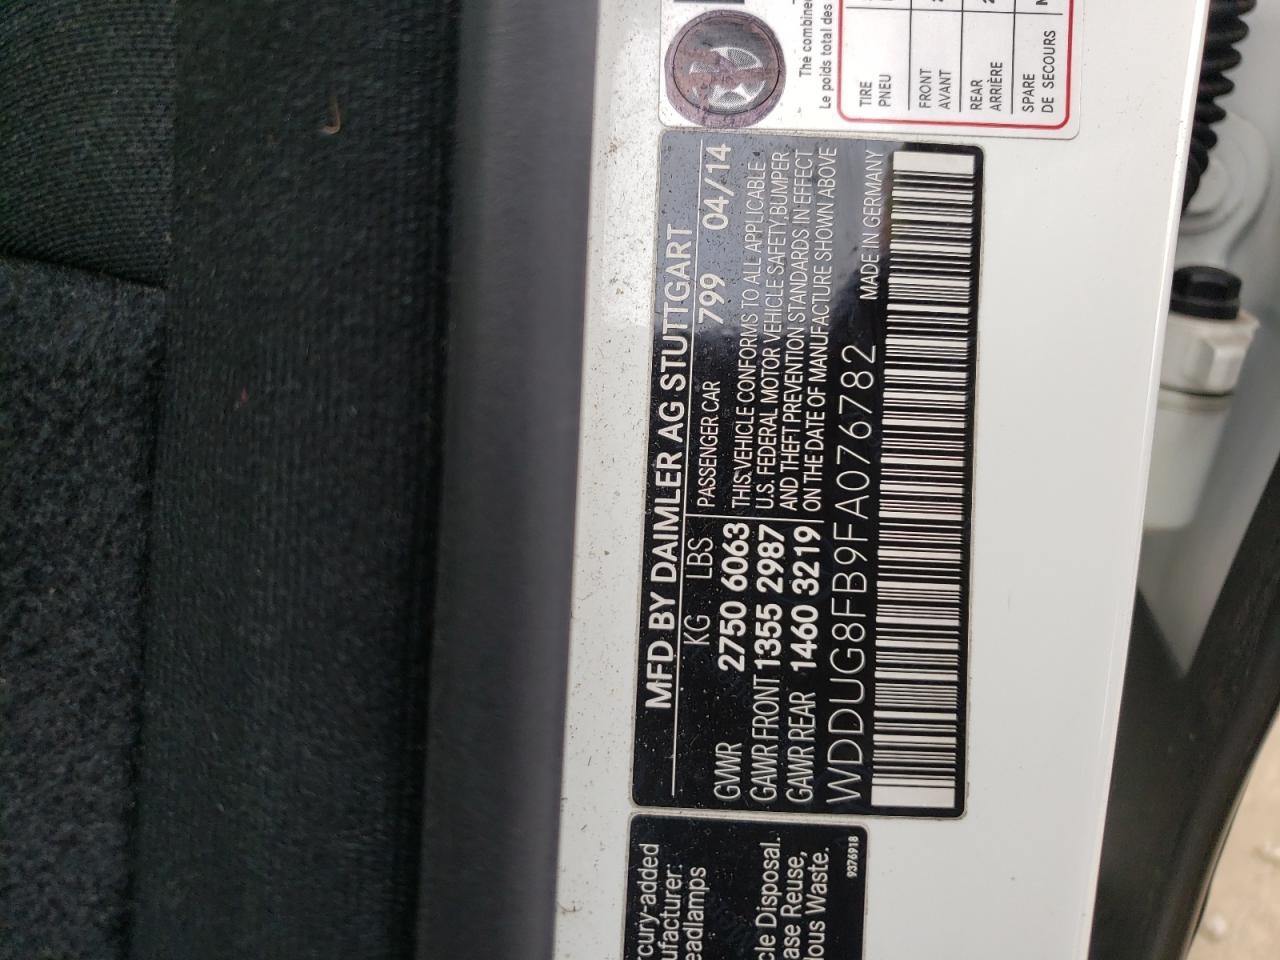 MFD BY DAIMLER AG STUTTGART
KG LBS PASSENGER CAR 799 04/14
GVWR 2750 6063
GAWR FRONT 1355 2987
GAWR REAR 1460 3219
THIS VEHICLE CONFORMS TO ALL APPLICABLE
U.S. FEDERAL MOTOR VEHICLE SAFETY, BUMPER
AND THEFT PREVENTION STANDARDS IN EFFECT
ON THE DATE OF MANUFACTURE SHOWN ABOVE
WDDUG8FB9FA076782 MADE IN GERMANY
The combined
Le poids total des
TIRE
PNEU
FRONT
AVANT
REAR
ARRIÈRE
SPARE
DE SECOURS
rcury-added
ufacturer:
eadlamps
cle Disposal.
ase Reuse,
lous Waste.
9376918